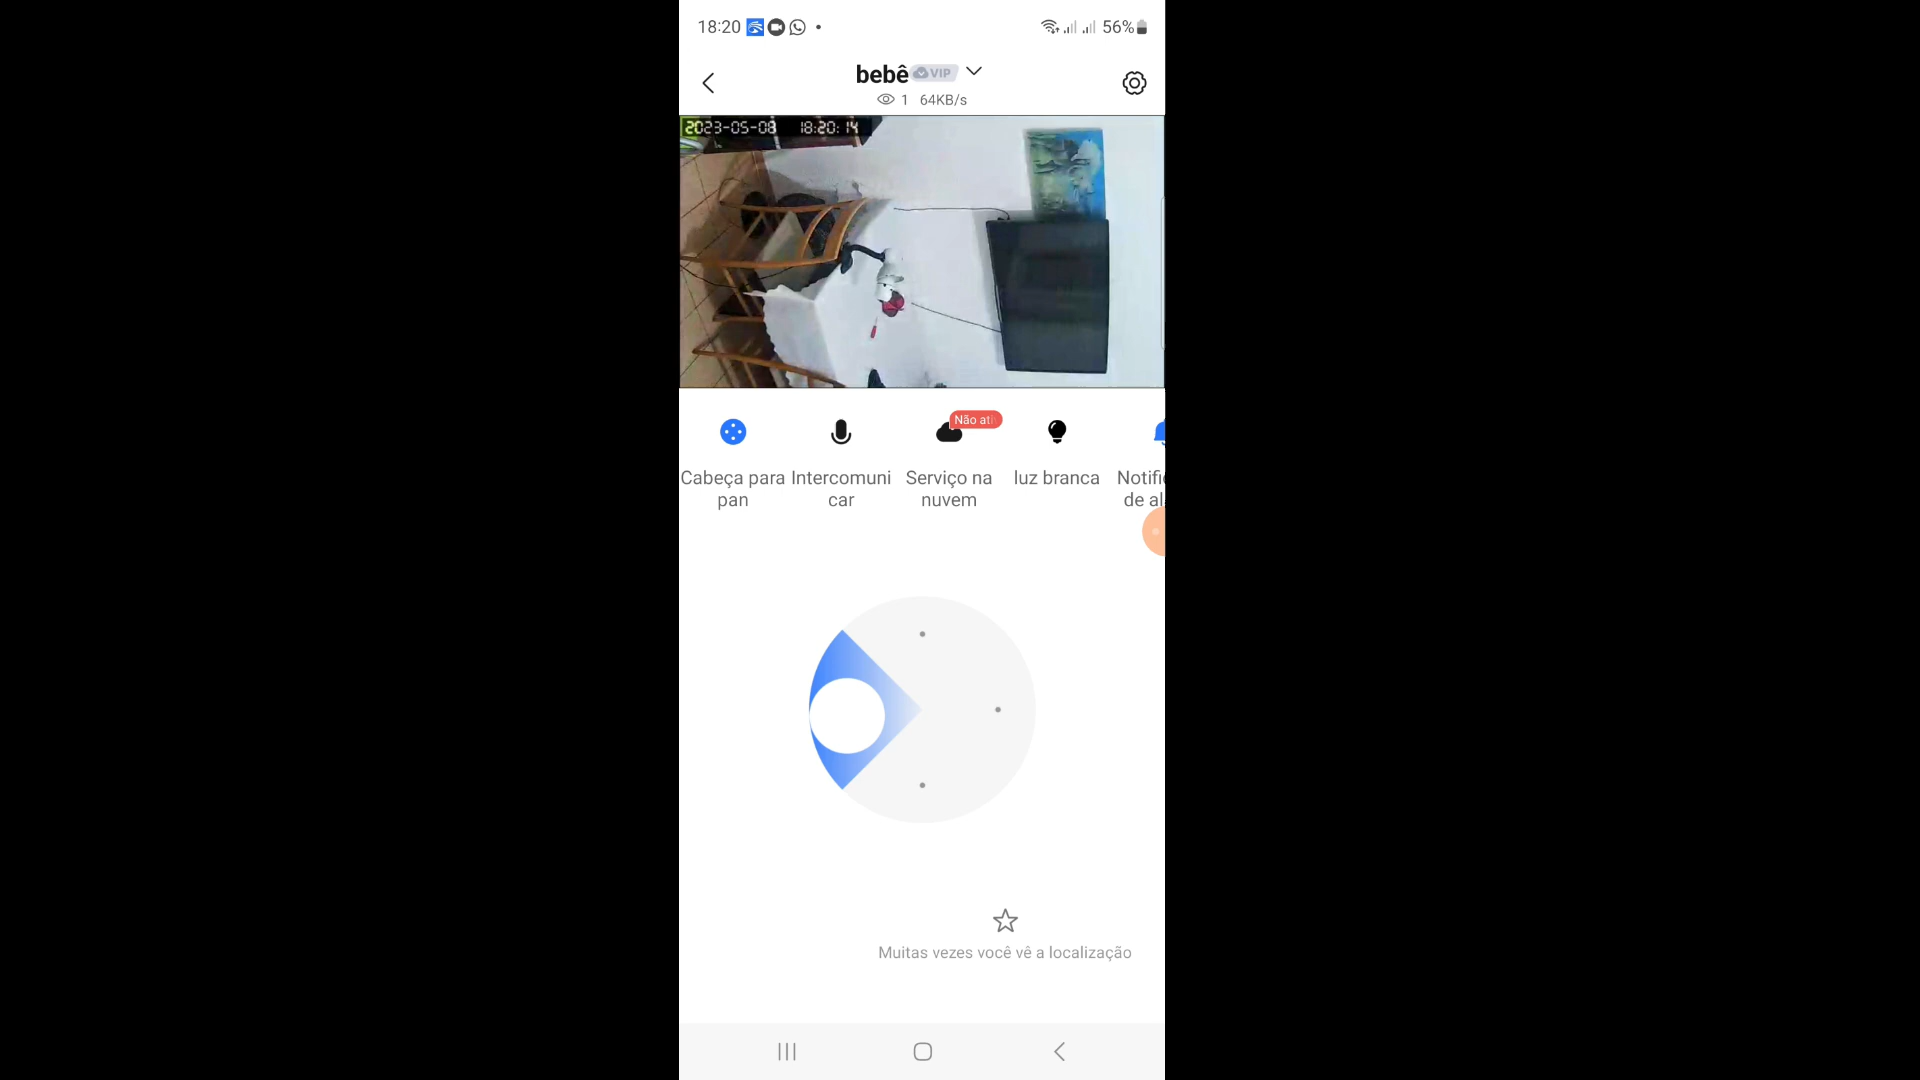 18:20
56%
bebê VIP
1 64KB/s
2023-05-08 18:20:14
Não ati
Cabeça para
pan
Intercomuni
car
Serviço na
nuvem
luz branca
Notifi
de al
Muitas vezes você vê a localização